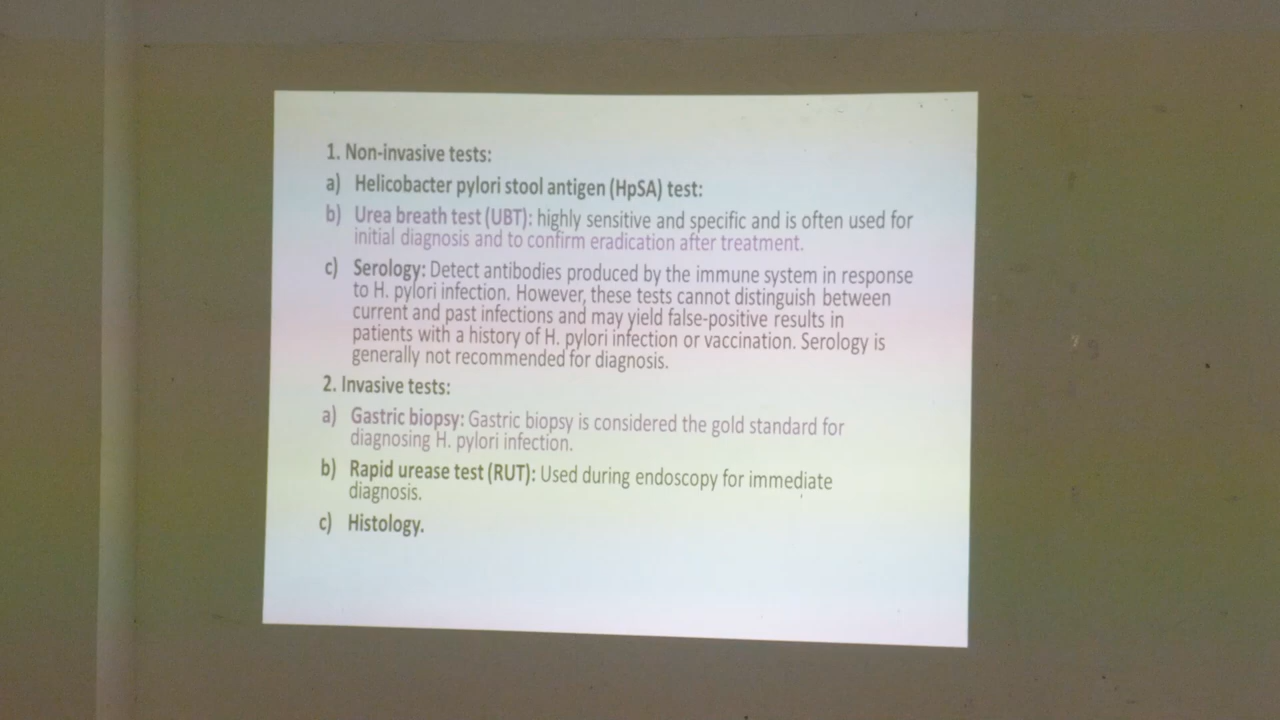 1. Non-invasive tests:
a) Helicobacter pylori stool antigen (HpSA) test:
b) Urea breath test (UBT): highly sensitive and specific and is often used for
initial diagnosis and to confirm eradication after treatment.
c) Serology: Detect antibodies produced by the immune system in response
to H. pylori infection. However, these tests cannot distinguish between
current and past infections and may yield false-positive results in
patients with a history of H. pylori infection or vaccination. Serology is
generally not recommended for diagnosis.
2. Invasive tests:
a) Gastric biopsy: Gastric biopsy is considered the gold standard for
diagnosing H. pylori infection.
b) Rapid urease test (RUT): Used during endoscopy for immediate
diagnosis.
c) Histology.